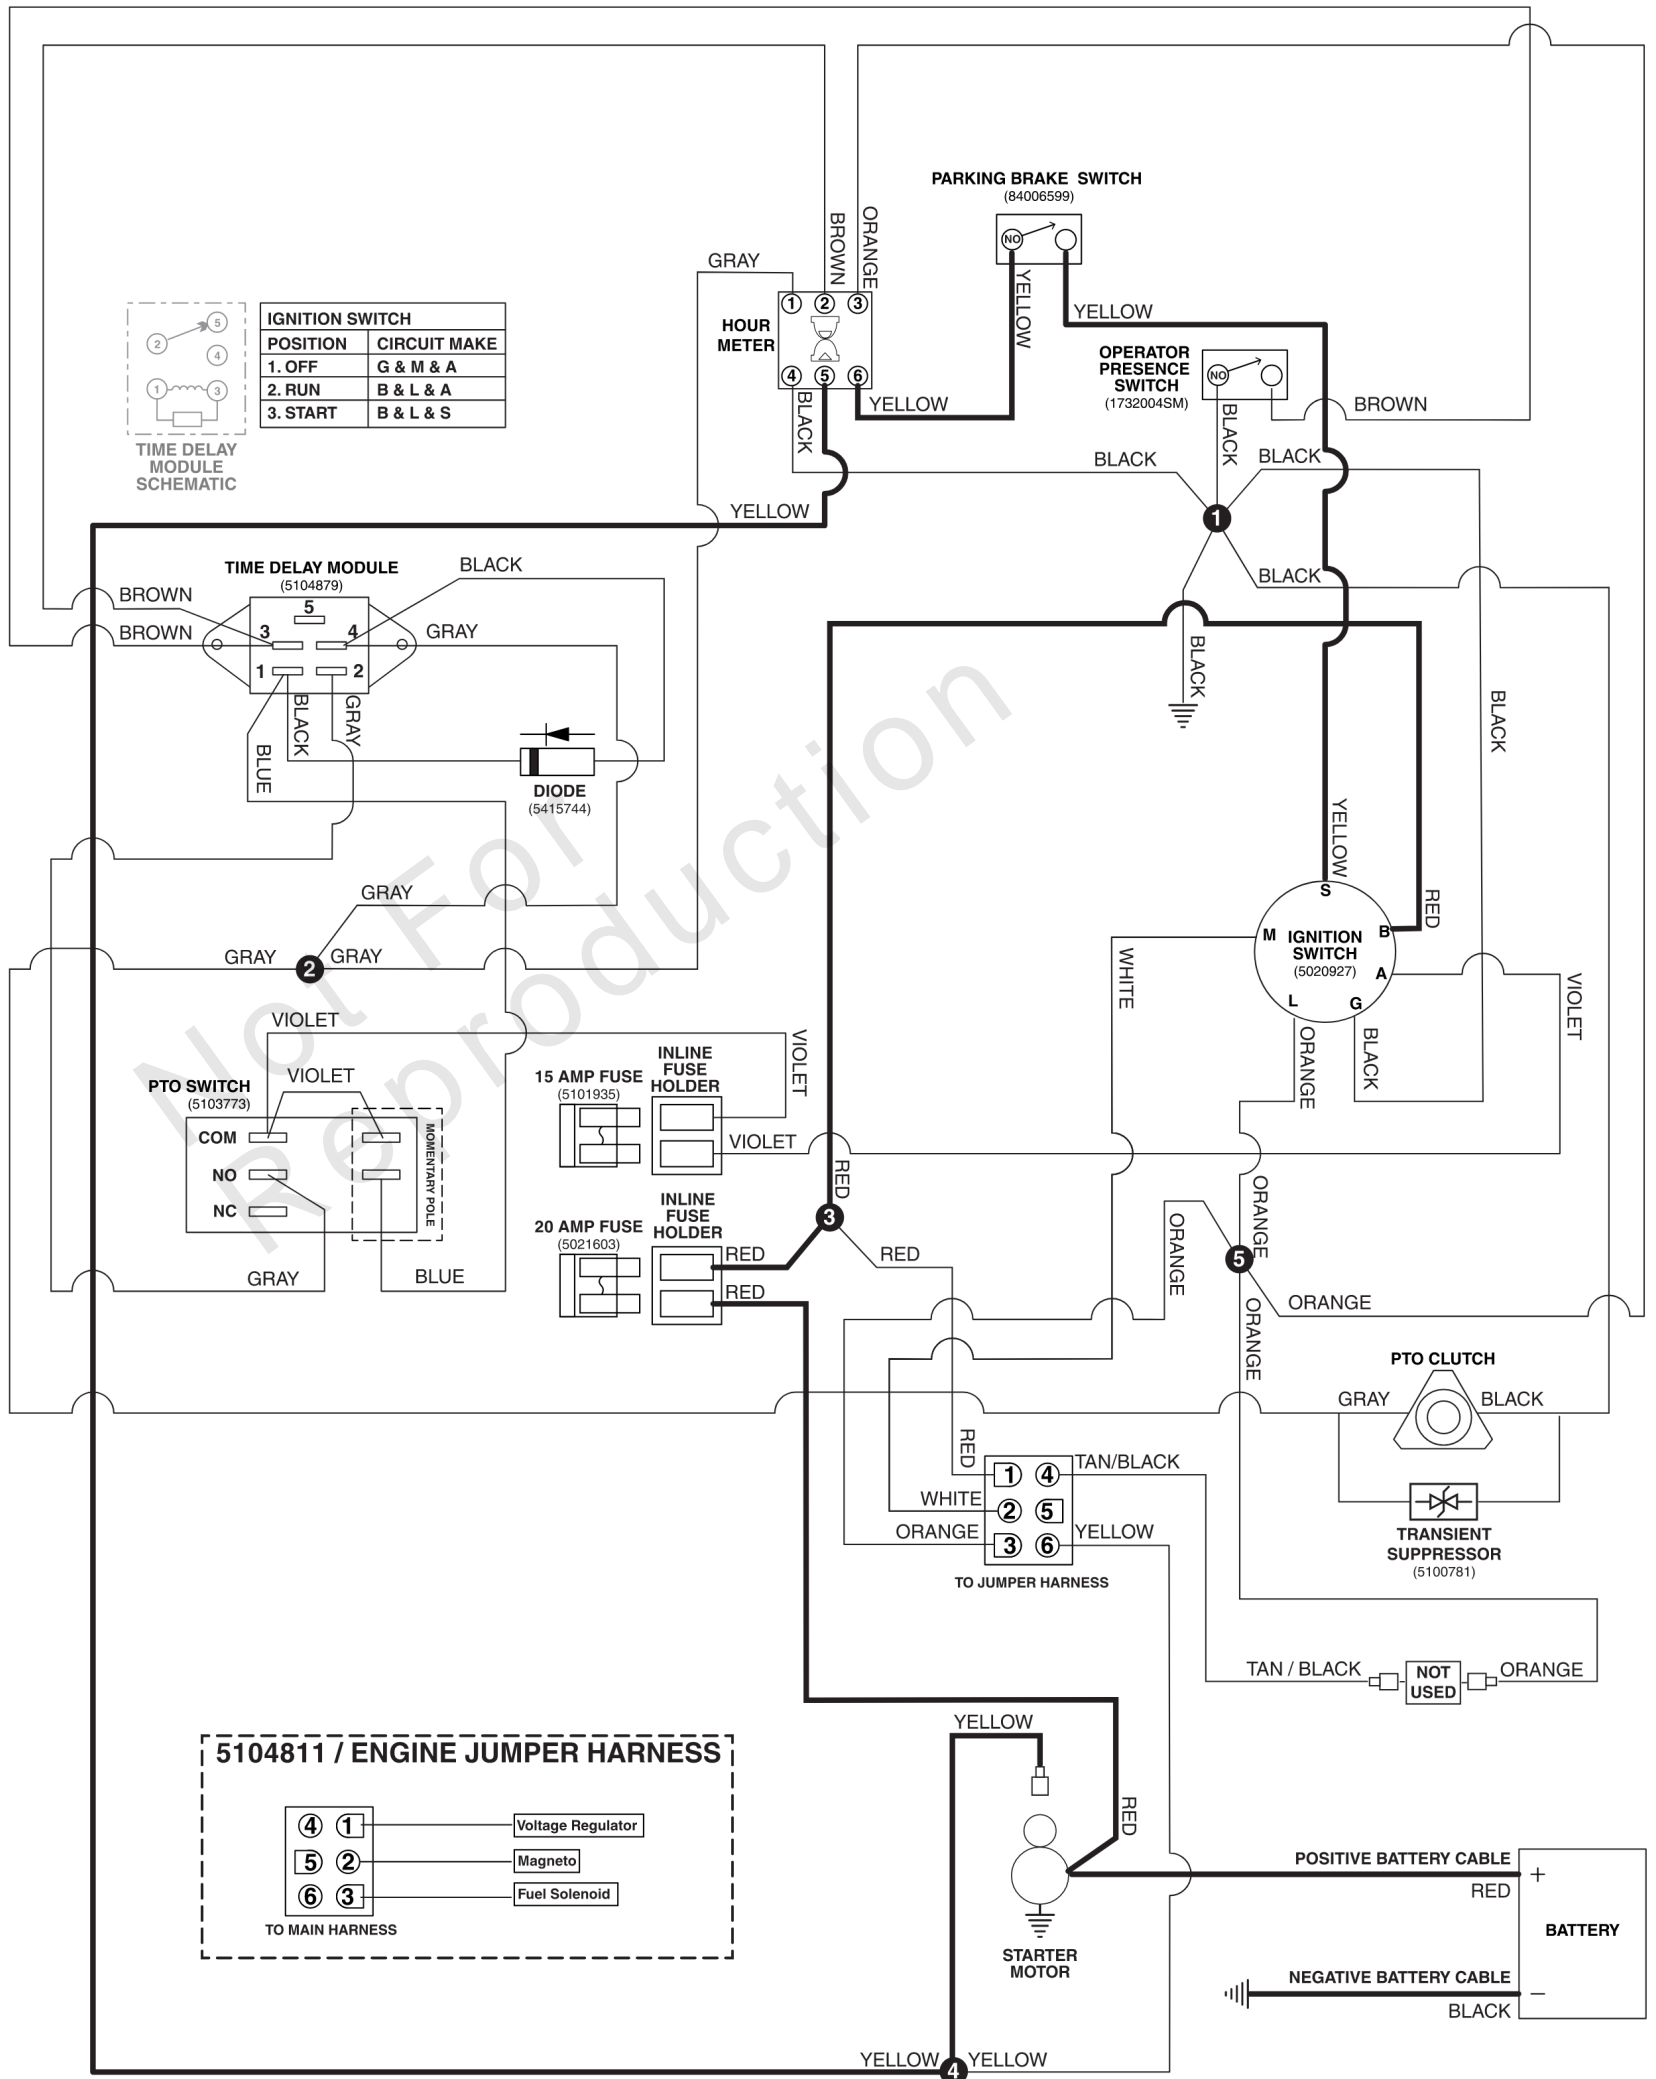 PARKING BRAKE SWITCH
(84006599)
NO
YELLOW
YELLOW
BROWN
ORANGE
GRAY
1 2 3
HOUR
METER
4 5 6
BLACK
YELLOW
YELLOW
OPERATOR
PRESENCE
SWITCH
(1732004SM)
NO
BLACK
BROWN
BLACK
BLACK
1
BLACK
BLACK
BLACK
5
2
4
1
3
TIME DELAY
MODULE
SCHEMATIC
IGNITION SWITCH
POSITION CIRCUIT MAKE
1. OFF G & M & A
2. RUN B & L & A
3. START B & L & S
TIME DELAY MODULE
(5104879)
BROWN
BROWN
5
3 4
1 2
BLACK
GRAY
BLUE
BLACK
GRAY
DIODE
(5415744)
GRAY
GRAY
2
GRAY
YELLOW
RED
S
M
B
IGNITION
SWITCH
(5020927)
A
L
G
WHITE
ORANGE
BLACK
VIOLET
VIOLET
VIOLET
PTO SWITCH
(5103773)
VIOLET
COM
NO
NC
MOMENTARY POLE
GRAY
BLUE
15 AMP FUSE
(5101935)
INLINE
FUSE
HOLDER
VIOLET
20 AMP FUSE
(5021603)
INLINE
FUSE
HOLDER
RED
RED
RED
3
RED
ORANGE
ORANGE
5
ORANGE
ORANGE
PTO CLUTCH
GRAY
BLACK
TRANSIENT
SUPPRESSOR
(5100781)
RED
WHITE
ORANGE
1 4
2 5
3 6
TAN/BLACK
YELLOW
TO JUMPER HARNESS
TAN / BLACK
NOT
USED
ORANGE
5104811 / ENGINE JUMPER HARNESS
4 1
Voltage Regulator
5 2
Magneto
6 3
Fuel Solenoid
TO MAIN HARNESS
YELLOW
RED
STARTER
MOTOR
POSITIVE BATTERY CABLE
RED
+
BATTERY
NEGATIVE BATTERY CABLE
BLACK
−
YELLOW
4
YELLOW
Not For
Reproduction